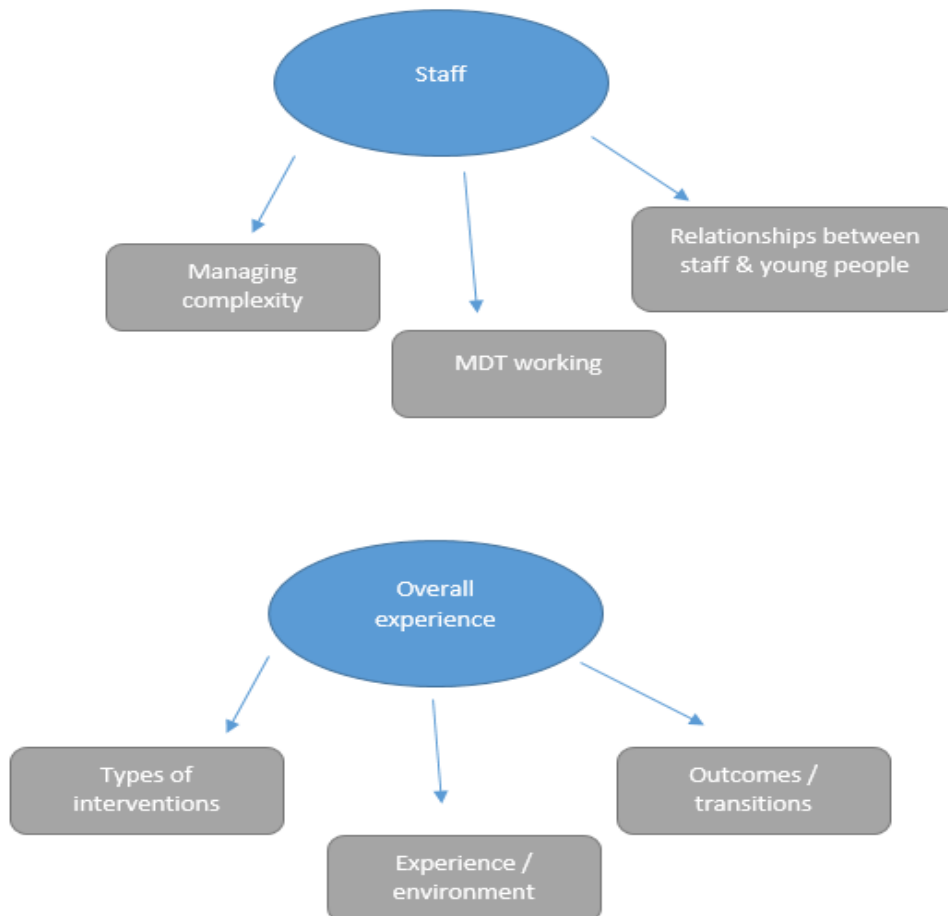 Staff
Managing
complexity
MDT working
Relationships between
staff & young people
Overall
experience
Types of
interventions
Experience /
environment
Outcomes /
transitions